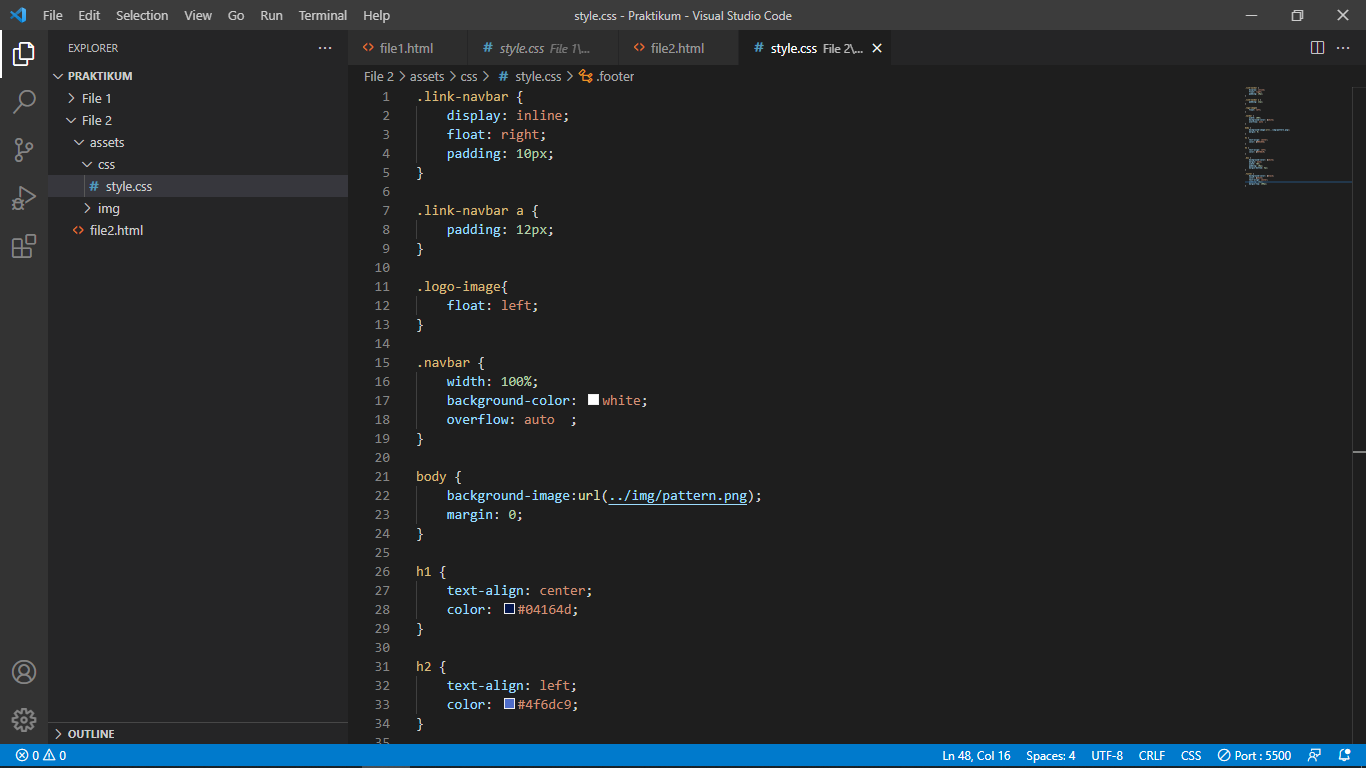 File Edit Selection View Go Run Terminal Help style.css - Praktikum - Visual Studio Code
EXPLORER
PRAKTIKUM
File 1
File 2
assets
css
# style.css
img
<> file2.html
OUTLINE
<> file1.html # style.css File 1\... <> file2.html # style.css File 2\...
File 2 > assets > css > # style.css > .footer
1 .link-navbar {
2     display: inline;
3     float: right;
4     padding: 10px;
5 }
6
7 .link-navbar a {
8     padding: 12px;
9 }
10
11 .logo-image{
12     float: left;
13 }
14
15 .navbar {
16     width: 100%;
17     background-color: white;
18     overflow: auto  ;
19 }
20
21 body {
22     background-image:url(../img/pattern.png);
23     margin: 0;
24 }
25
26 h1 {
27     text-align: center;
28     color: #04164d;
29 }
30
31 h2 {
32     text-align: left;
33     color: #4f6dc9;
34 }
35
0 0 Ln 48, Col 16 Spaces: 4 UTF-8 CRLF CSS Port : 5500